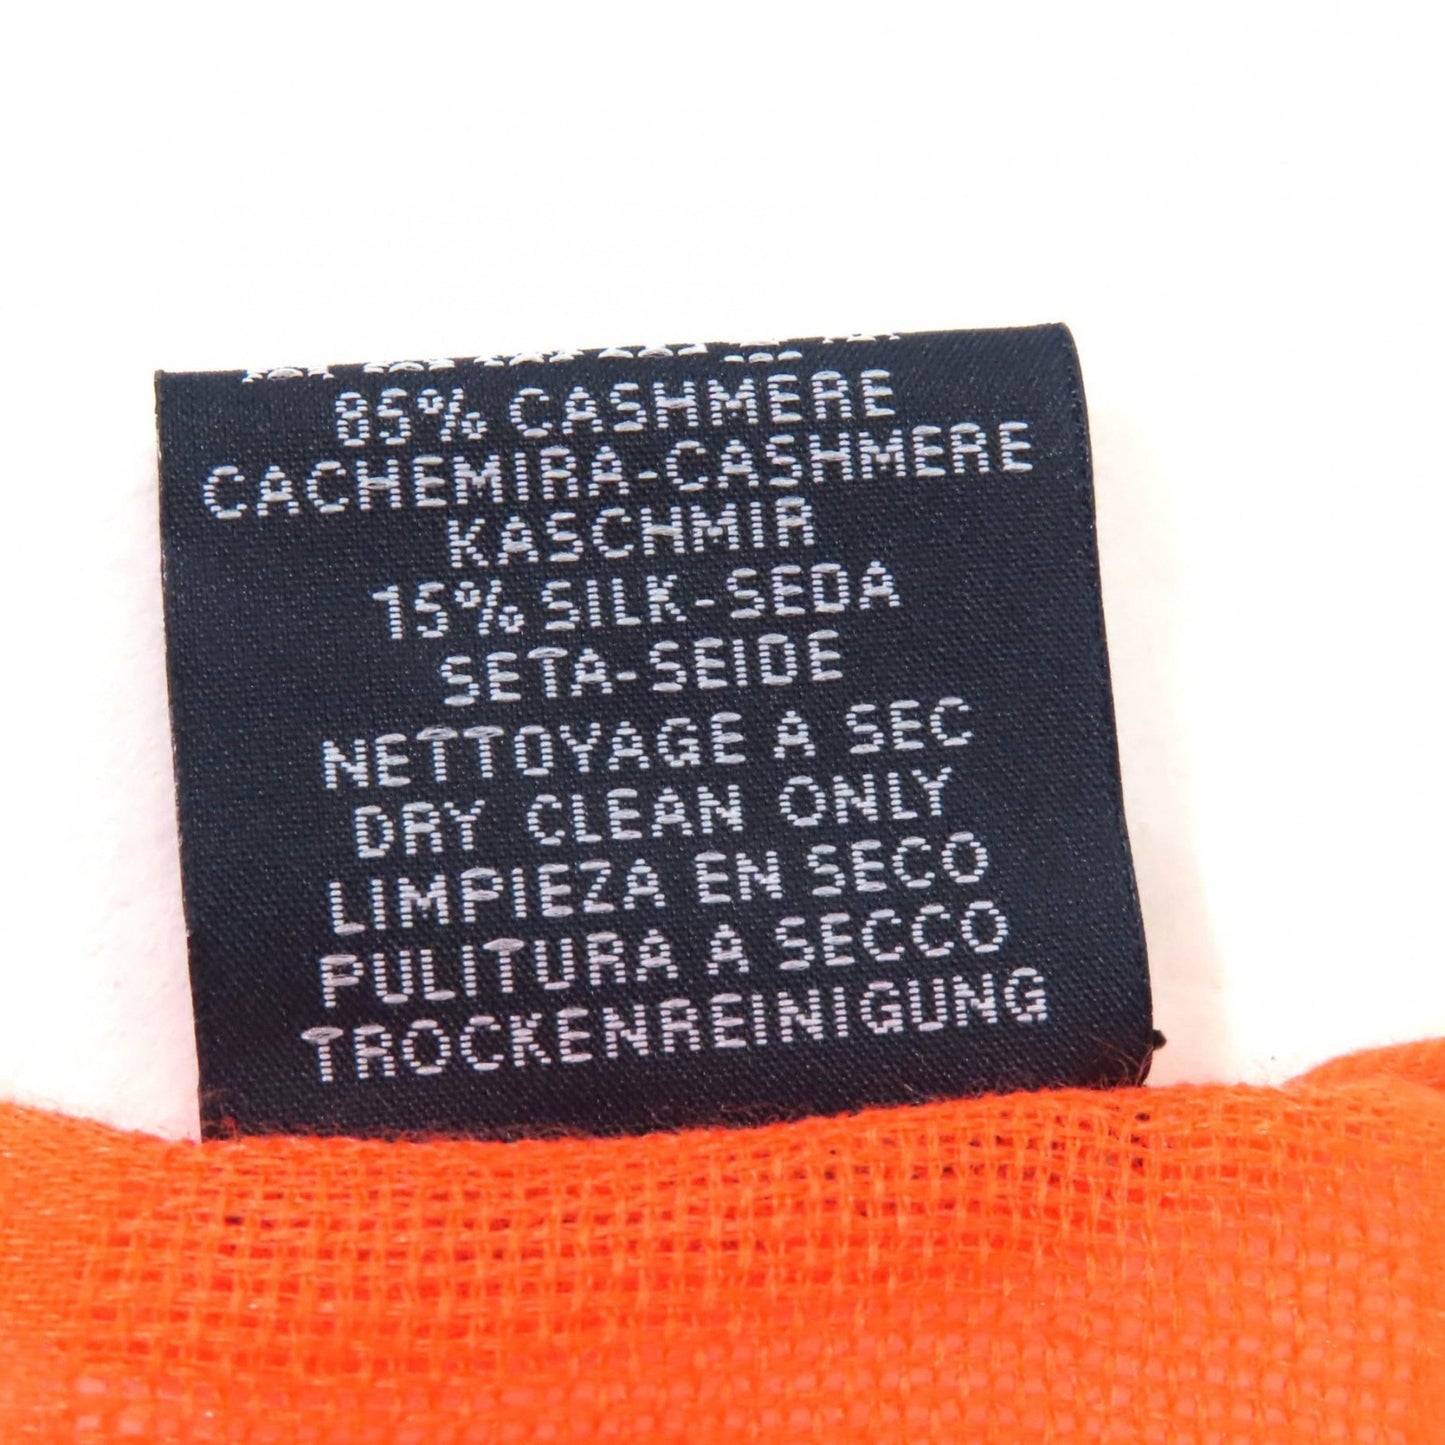 85% CASHMERE
CACHEMIRA-CASHMERE
KASCHMIR
15% SILK-SEDA
SETA-SEIDE
NETTOYAGE A SEC
DRY CLEAN ONLY
LIMPIEZA EN SECO
PULITURA A SECCO
TROCKENREINIGUNG